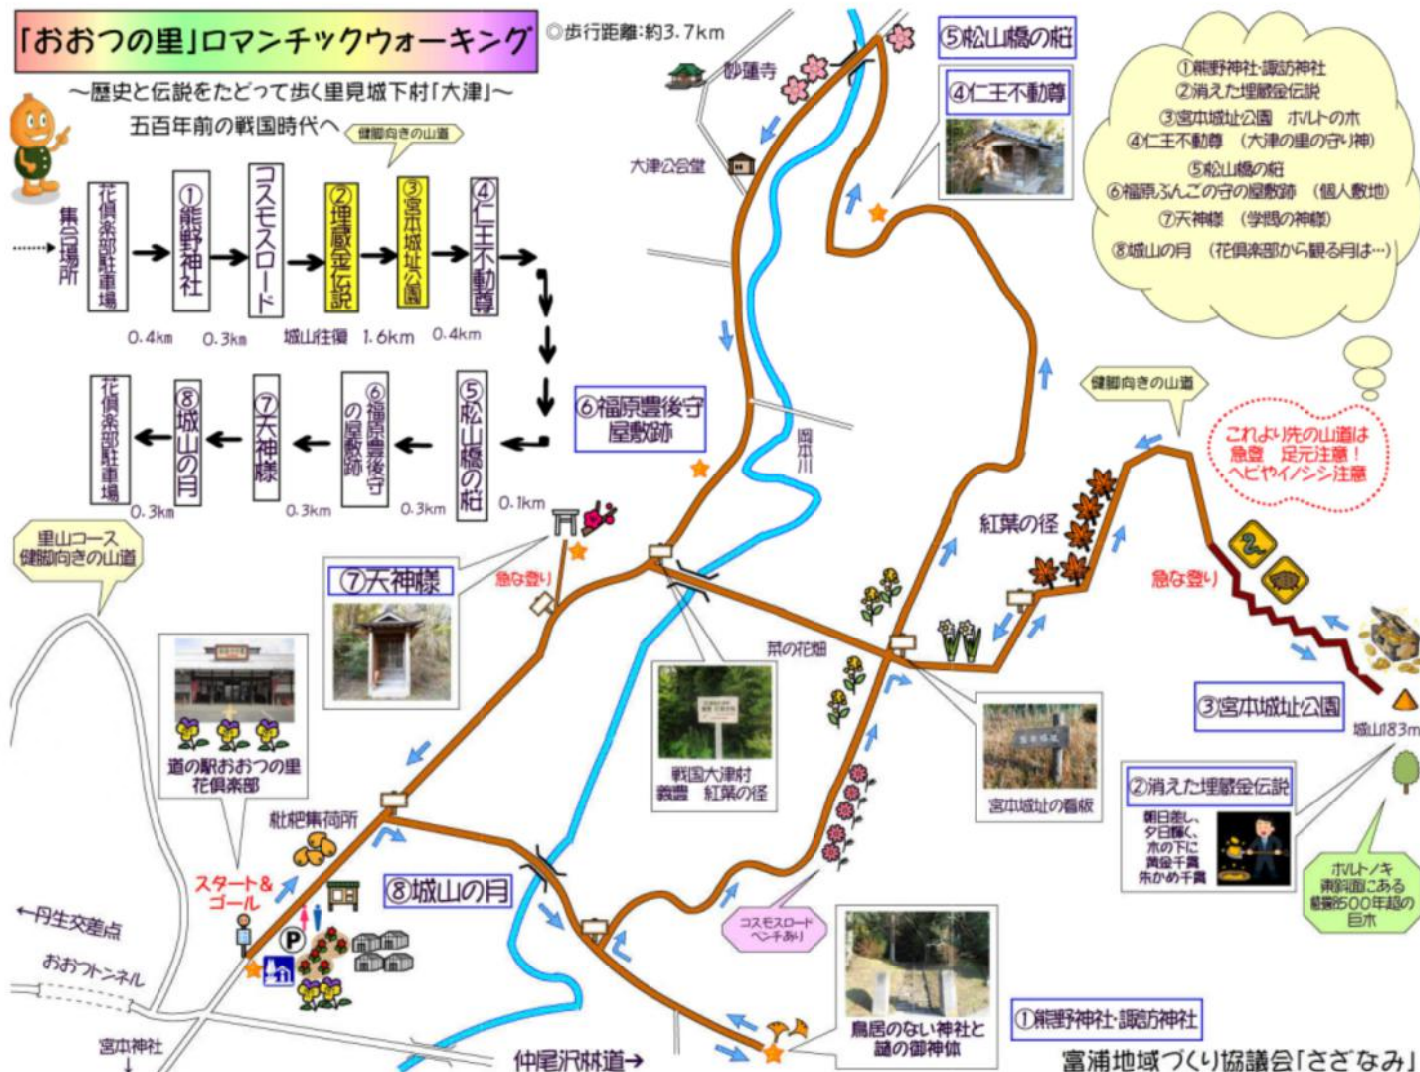 「おおつの里」ロマンチックウォーキング
◎歩行距離:約3.7km
～歴史と伝説をたどって歩く里見城下村「大津」～
五百年前の戦国時代へ
健脚向きの山道
集合場所
花倶楽部駐車場
①熊野神社
コスモスロード
②埋蔵金伝説
③宮本城址公園
④仁王不動尊
0.4km
0.3km
城山往復 1.6km
0.4km
花倶楽部駐車場
⑧城山の月
⑦天神様
⑥福原豊後守の屋敷跡
⑤松山橋の桜
0.3km
0.3km
0.3km
0.1km
妙蓮寺
大津公会堂
⑤松山橋の桜
④仁王不動尊
①熊野神社・諏訪神社
②消えた埋蔵金伝説
③宮本城址公園 ホルトの木
④仁王不動尊 (大津の里の守り神)
⑤松山橋の桜
⑥福原ぶんごの守の屋敷跡 (個人敷地)
⑦天神様 (学問の神様)
⑧城山の月 (花倶楽部から観る月は…)
⑥福原豊後守
屋敷跡
岡本川
健脚向きの山道
これより先の山道は
急登 足元注意!
ヘビやイノシシ注意
紅葉の径
急な登り
里山コース
健脚向きの山道
⑦天神様
急な登り
菜の花畑
③宮本城址公園
城山183m
道の駅おおつの里
花倶楽部
戦国大津村
義豊 紅葉の径
宮本城址の看板
②消えた埋蔵金伝説
朝日差し、
夕日輝く、
木の下に
黄金千貫
朱かめ千貫
ホルトノキ
東斜面にある
500年超の
巨木
枇杷集荷所
スタート&
ゴール
P
⑧城山の月
コスモスロード
ベンチあり
←丹生交差点
おおつトンネル
宮本神社
↓
仲尾沢林道→
鳥居のない神社と
謎の御神体
①熊野神社・諏訪神社
富浦地域づくり協議会「さざなみ」